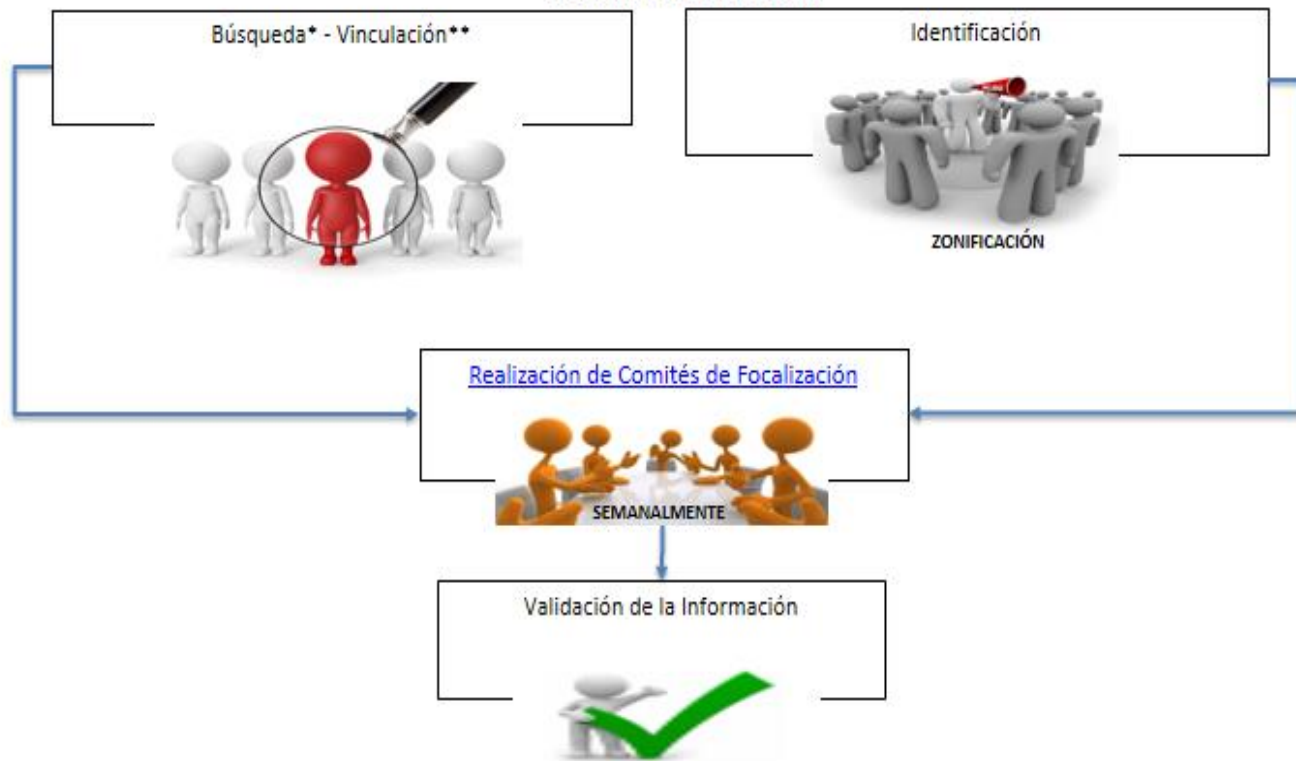 Búsqueda* - Vinculación**
Identificación
ZONIFICACIÓN
Realización de Comités de Focalización
SEMANALMENTE
Validación de la Información